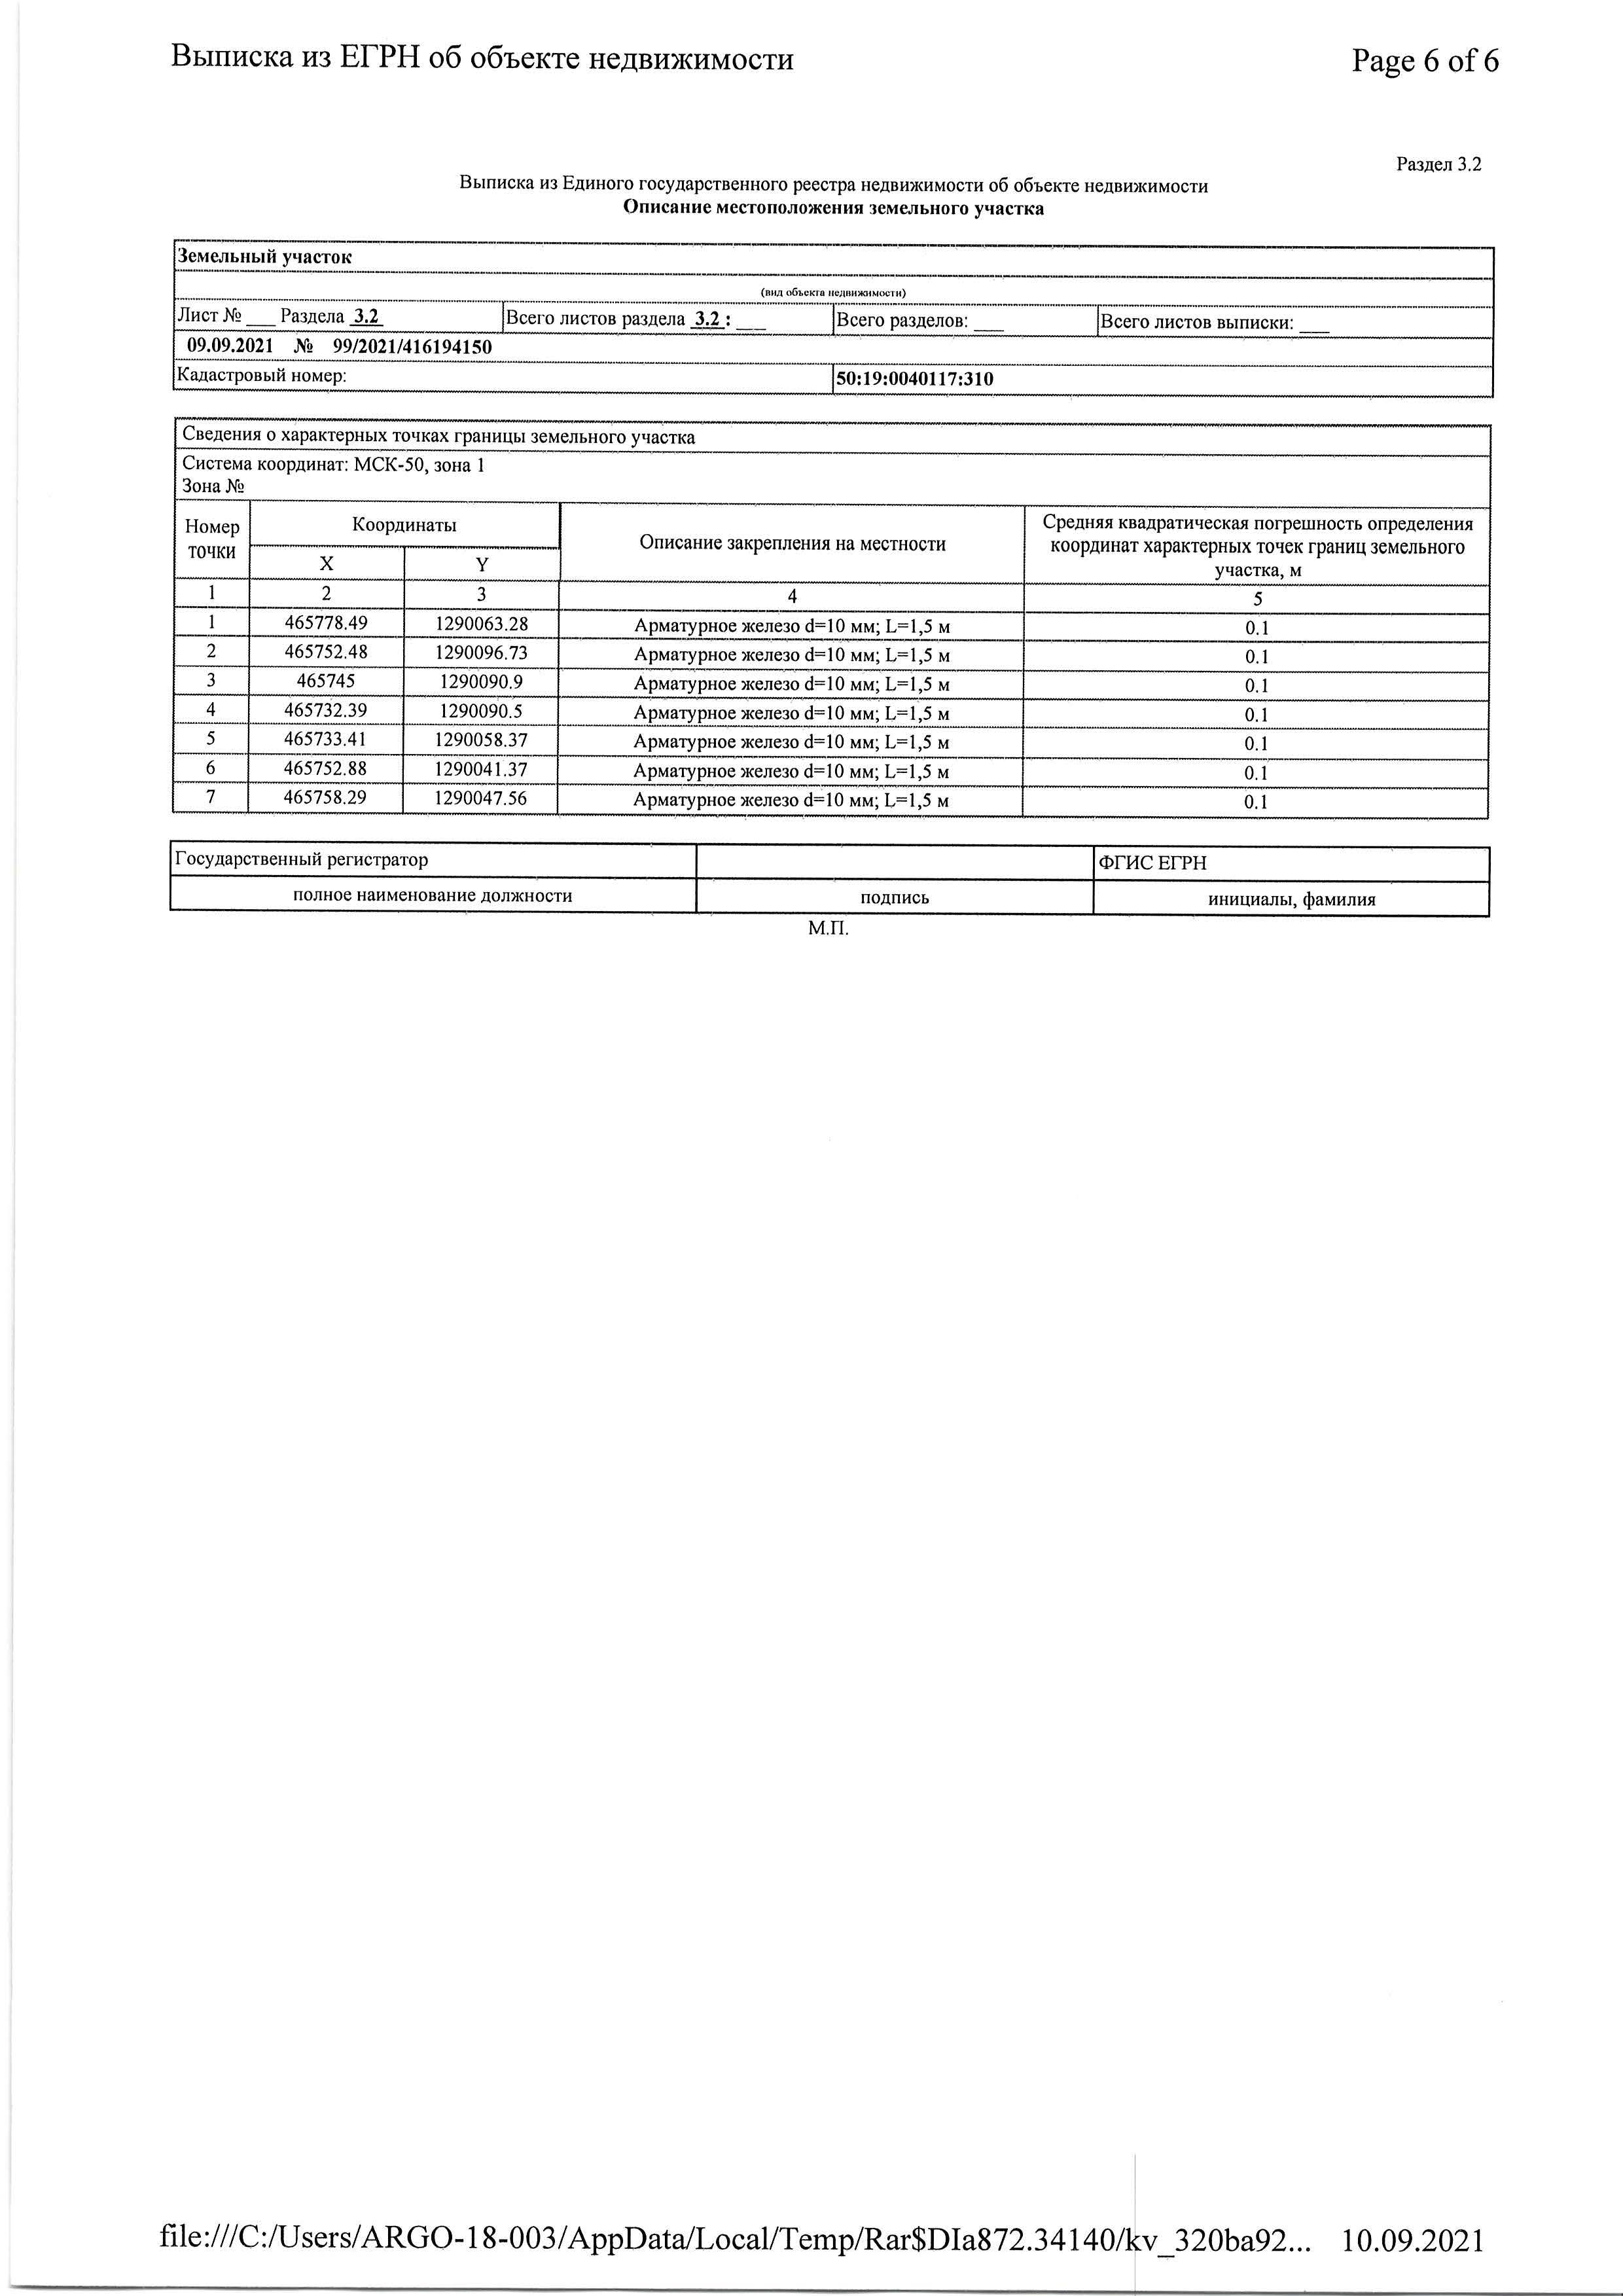 Выписка из ЕГРН об объекте недвижимости Page 6 of 6
Раздел 3.2
Выписка из Единого государственного реестра недвижимости об объекте недвижимости
Описание местоположения земельного участка
Земельный участок
(вид объекта недвижимости)
Лист № ___ Раздела 3.2 Всего листов раздела 3.2 : ___ Всего разделов: ___ Всего листов выписки: ___
09.09.2021 № 99/2021/416194150
Кадастровый номер: 50:19:0040117:310
Сведения о характерных точках границы земельного участка
Система координат: МСК-50, зона 1
Зона №
Номер точки Координаты Описание закрепления на местности Средняя квадратическая погрешность определения координат характерных точек границ земельного участка, м
X Y
1 2 3 4 5
1 465778.49 1290063.28 Арматурное железо d=10 мм; L=1,5 м 0.1
2 465752.48 1290096.73 Арматурное железо d=10 мм; L=1,5 м 0.1
3 465745 1290090.9 Арматурное железо d=10 мм; L=1,5 м 0.1
4 465732.39 1290090.5 Арматурное железо d=10 мм; L=1,5 м 0.1
5 465733.41 1290058.37 Арматурное железо d=10 мм; L=1,5 м 0.1
6 465752.88 1290041.37 Арматурное железо d=10 мм; L=1,5 м 0.1
7 465758.29 1290047.56 Арматурное железо d=10 мм; L=1,5 м 0.1
Государственный регистратор ФГИС ЕГРН
полное наименование должности подпись инициалы, фамилия
М.П.
file:///C:/Users/ARGO-18-003/AppData/Local/Temp/Rar$DIa872.34140/kv_320ba92... 10.09.2021